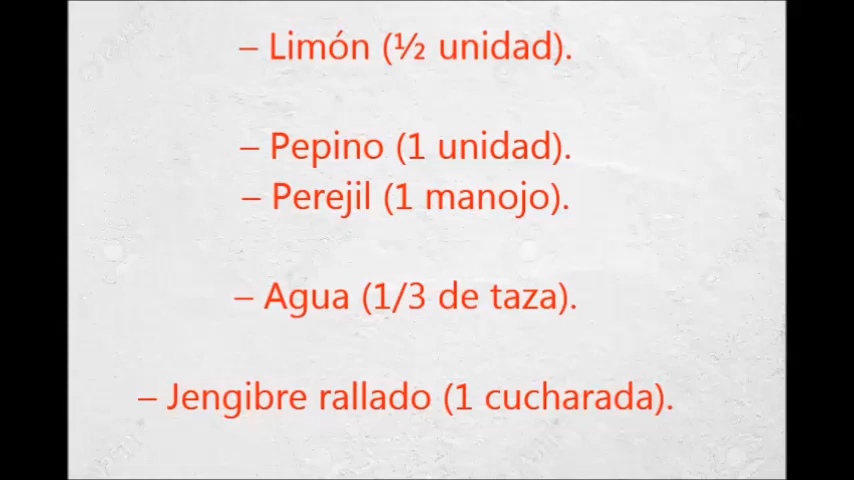 – Limón (½ unidad).
– Pepino (1 unidad).
– Perejil (1 manojo).
– Agua (1/3 de taza).
– Jengibre rallado (1 cucharada).